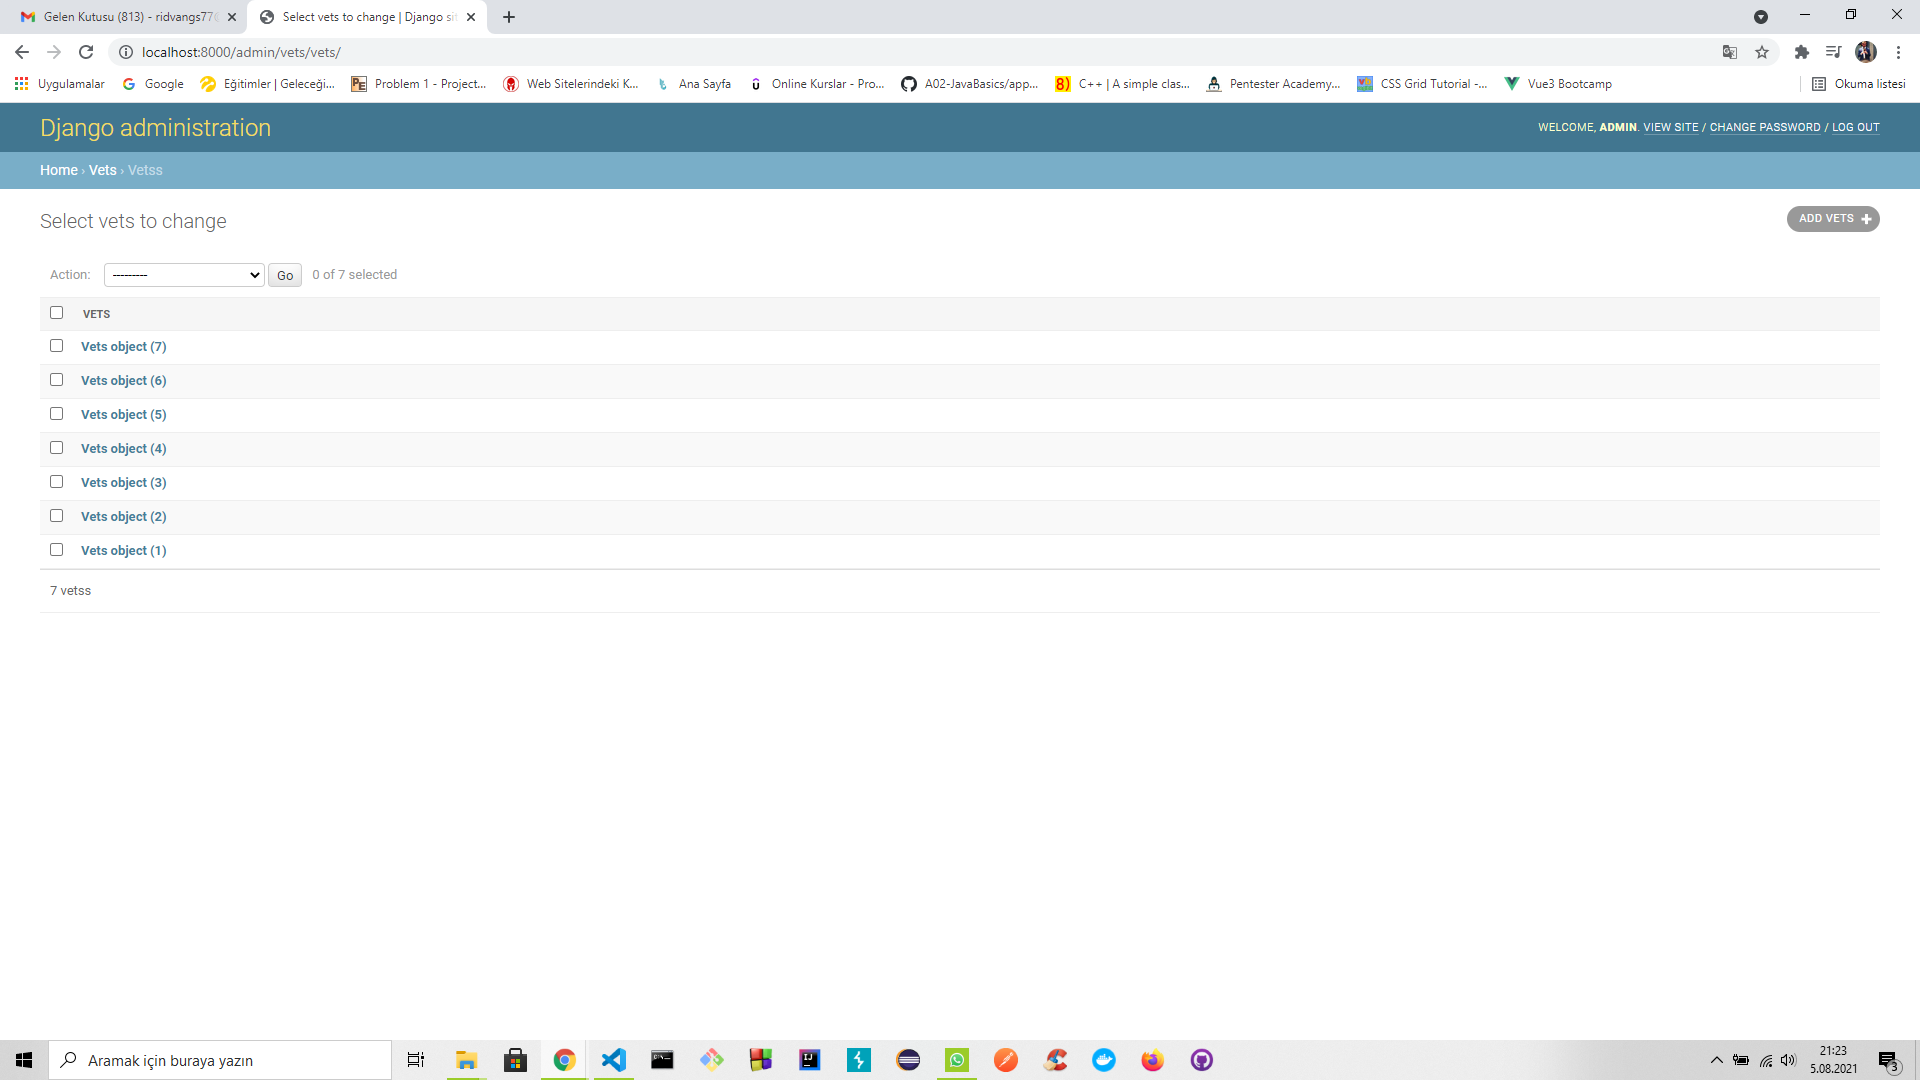 Gelen Kutusu (813) - ridvangs77
Select vets to change | Django si
localhost:8000/admin/vets/vets/
Uygulamalar
Google
Eğitimler | Geleceği...
Problem 1 - Project...
Web Sitelerindeki K...
Ana Sayfa
Online Kurslar - Pro...
A02-JavaBasics/app...
C++ | A simple clas...
Pentester Academy...
CSS Grid Tutorial -...
Vue3 Bootcamp
Okuma listesi
Django administration
WELCOME, ADMIN. VIEW SITE / CHANGE PASSWORD / LOG OUT
Home › Vets › Vetss
Select vets to change
ADD VETS +
Action: --------- Go 0 of 7 selected
VETS
Vets object (7)
Vets object (6)
Vets object (5)
Vets object (4)
Vets object (3)
Vets object (2)
Vets object (1)
7 vetss
Aramak için buraya yazın
21:23
5.08.2021
3